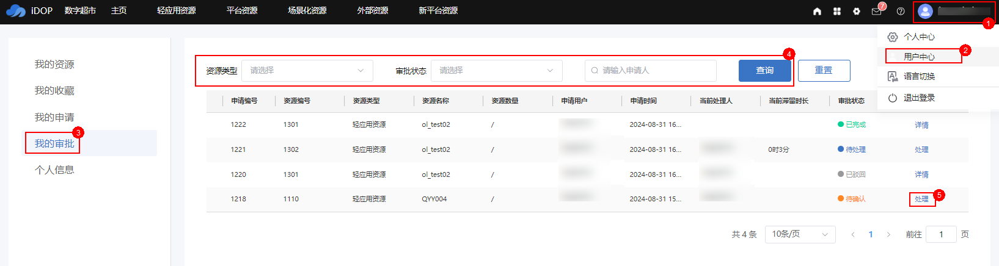 iDOP 数字超市 主页 轻应用资源 平台资源 场景化资源 外部资源 新平台资源 7
1
个人中心
2
用户中心
语言切换
退出登录
我的资源
我的收藏
我的申请
3
我的审批
个人信息
4
资源类型 请选择 审批状态 请选择 请输入申请人 查询 重置
申请编号 资源编号 资源类型 资源名称 资源数量 申请用户 申请时间 当前处理人 当前滞留时长 审批状态
1222 1301 轻应用资源 ol_test02 / 2024-08-31 16... 已完成 详情
1221 1302 轻应用资源 ol_test02 / 2024-08-31 16... 0时3分 待处理 处理
1220 1301 轻应用资源 ol_test02 / 2024-08-31 16... 已驳回 详情
1218 1110 轻应用资源 QYY004 / 2024-08-31 15... 待确认 处理
5
共 4 条 10条/页 1 前往 1 页